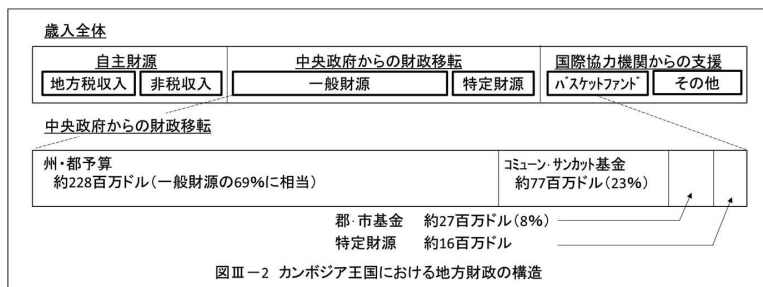 歳入全体
自主財源 中央政府からの財政移転 国際協力機関からの支援
地方税収入 非税収入 一般財源 特定財源 バスケットファンド その他
中央政府からの財政移転
州・都予算 コミューン・サンカット基金
約228百万ドル(一般財源の69%に相当) 約77百万ドル(23%)
郡・市基金 約27百万ドル(8%)
特定財源 約16百万ドル
図Ⅲ-2 カンボジア王国における地方財政の構造